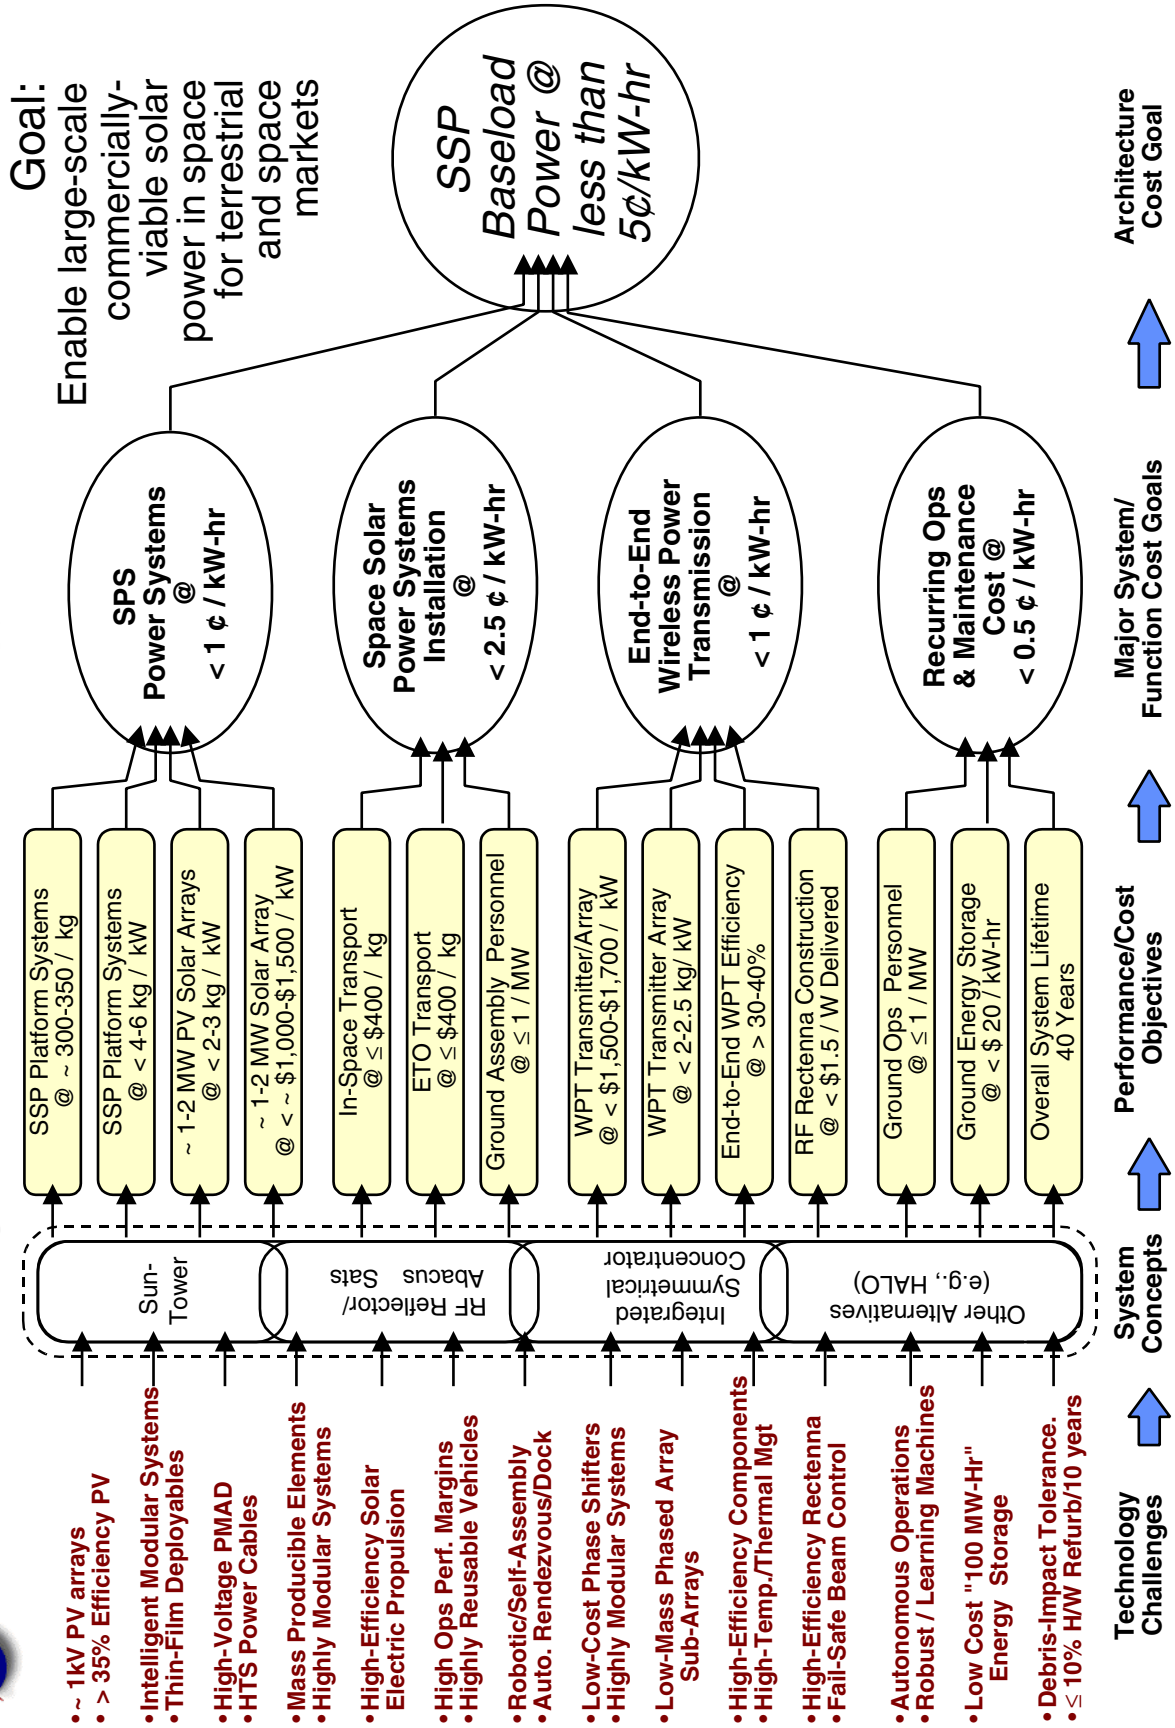 Goal:
Enable large-scale
commercially-
viable solar
power in space
for terrestrial
and space
markets
• ~ 1kV PV arrays
• > 35% Efficiency PV
• Intelligent Modular Systems
• Thin-Film Deployables
• High-Voltage PMAD
• HTS Power Cables
• Mass Producible Elements
• Highly Modular Systems
• High-Efficiency Solar
Electric Propulsion
• High Ops Perf. Margins
• Highly Reusable Vehicles
• Robotic/Self-Assembly
• Auto. Rendezvous/Dock
• Low-Cost Phase Shifters
• Highly Modular Systems
• Low-Mass Phased Array
Sub-Arrays
• High-Efficiency Components
• High-Temp./Thermal Mgt
• High-Efficiency Rectenna
• Fail-Safe Beam Control
• Autonomous Operations
• Robust / Learning Machines
• Low Cost "100 MW-Hr"
Energy Storage
• Debris-Impact Tolerance.
• ≤ 10% H/W Refurb/10 years
Sun-
Tower
RF Reflector/
Abacus Sats
Integrated
Symmetrical
Concentrator
Other Alternatives
(e.g., HALO)
SSP Platform Systems
@ ~ 300-350 / kg
SSP Platform Systems
@ < 4-6 kg / kW
~ 1-2 MW PV Solar Arrays
@ < 2-3 kg / kW
~ 1-2 MW Solar Array
@ < ~ $1,000-$1,500 / kW
In-Space Transport
@ ≤ $400 / kg
ETO Transport
@ ≤ $400 / kg
Ground Assembly Personnel
@ ≤ 1 / MW
WPT Transmitter/Array
@ < $1,500-$1,700 / kW
WPT Transmitter Array
@ < 2-2.5 kg/ kW
End-to-End WPT Efficiency
@ > 30-40%
RF Rectenna Construction
@ < $1.5 / W Delivered
Ground Ops Personnel
@ ≤ 1 / MW
Ground Energy Storage
@ < $ 20 / kW-hr
Overall System Lifetime
40 Years
SPS
Power Systems
@
< 1 ¢ / kW-hr
Space Solar
Power Systems
Installation
@
< 2.5 ¢ / kW-hr
End-to-End
Wireless Power
Transmission
@
< 1 ¢ / kW-hr
Recurring Ops
& Maintenance
Cost @
< 0.5 ¢ / kW-hr
SSP
Baseload
Power @
less than
5¢/kW-hr
Technology
Challenges
System
Concepts
Performance/Cost
Objectives
Major System/
Function Cost Goals
Architecture
Cost Goal